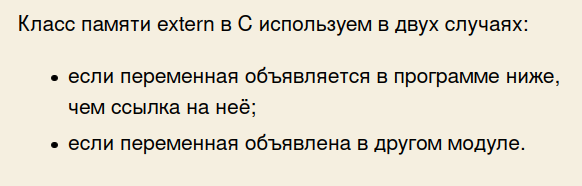 Класс памяти extern в C используем в двух случаях:
• если переменная объявляется в программе ниже,
чем ссылка на неё;
• если переменная объявлена в другом модуле.